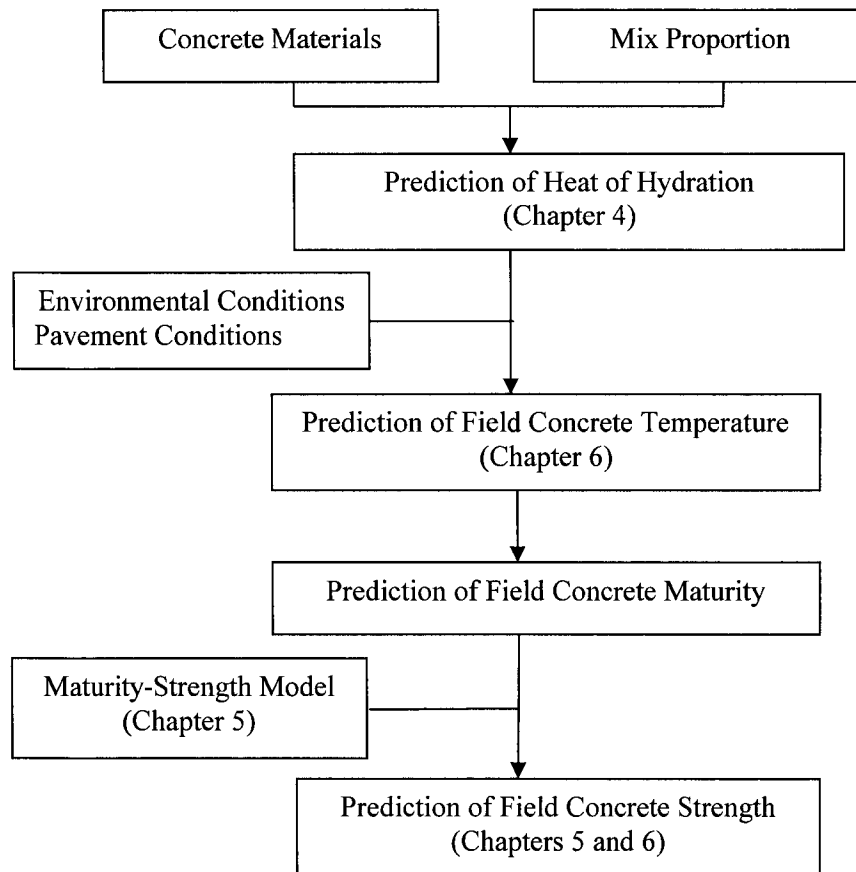 Concrete Materials
Mix Proportion
Prediction of Heat of Hydration
(Chapter 4)
Environmental Conditions
Pavement Conditions
Prediction of Field Concrete Temperature
(Chapter 6)
Prediction of Field Concrete Maturity
Maturity-Strength Model
(Chapter 5)
Prediction of Field Concrete Strength
(Chapters 5 and 6)